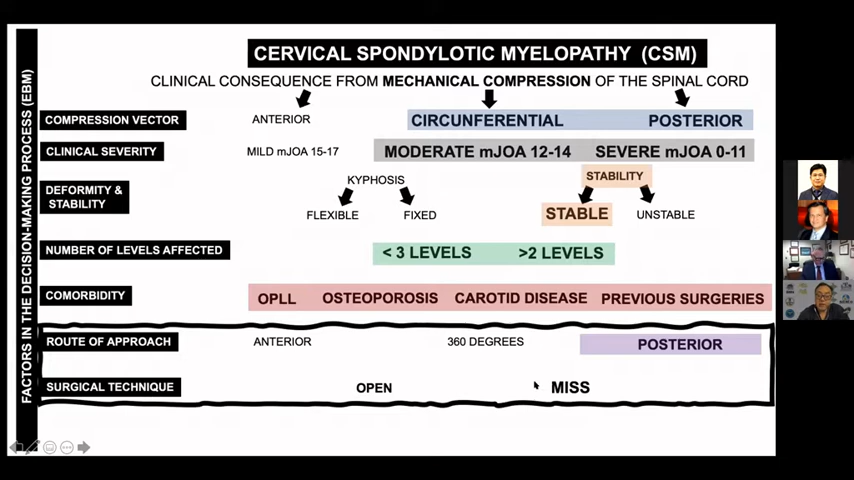 CERVICAL SPONDYLOTIC MYELOPATHY (CSM)
CLINICAL CONSEQUENCE FROM MECHANICAL COMPRESSION OF THE SPINAL CORD
FACTORS IN THE DECISION-MAKING PROCESS (EBM)
COMPRESSION VECTOR ANTERIOR CIRCUNFERENTIAL POSTERIOR
CLINICAL SEVERITY MILD mJOA 15-17 MODERATE mJOA 12-14 SEVERE mJOA 0-11
DEFORMITY &
STABILITY
KYPHOSIS STABILITY
FLEXIBLE FIXED STABLE UNSTABLE
NUMBER OF LEVELS AFFECTED < 3 LEVELS >2 LEVELS
COMORBIDITY OPLL OSTEOPOROSIS CAROTID DISEASE PREVIOUS SURGERIES
ROUTE OF APPROACH ANTERIOR 360 DEGREES POSTERIOR
SURGICAL TECHNIQUE OPEN MISS